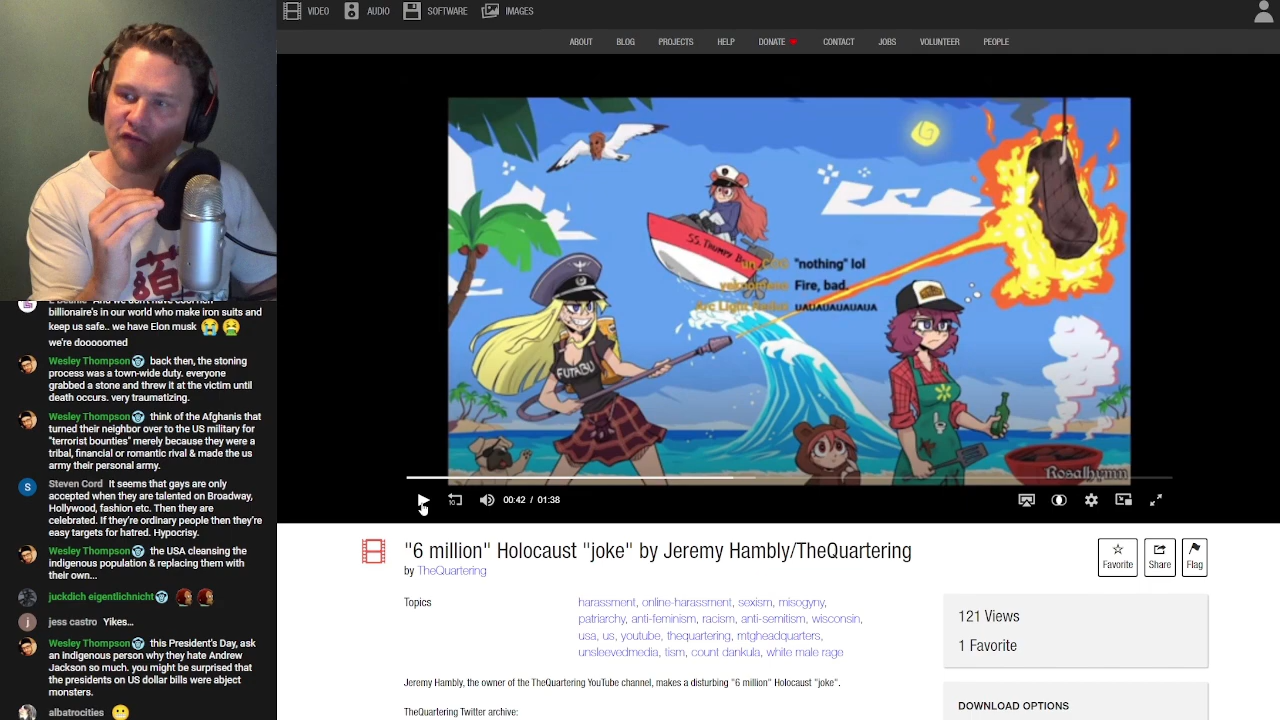 VIDEO AUDIO SOFTWARE IMAGES
ABOUT BLOG PROJECTS HELP DONATE CONTACT JOBS VOLUNTEER PEOPLE
S.S. THUMPY
"nothing" lol
Fire, bad.
UAUAUAUAUAUA
FUTABU
Rosalhymn
10
00:42 / 01:38
billionaire's in our world who make iron suits and
keep us safe.. we have Elon musk 😭 🤮
we're dooooomed
Wesley Thompson back then, the stoning
process was a town-wide duty. everyone
grabbed a stone and threw it at the victim until
death occurs. very traumatizing.
Wesley Thompson think of the Afghanis that
turned their neighbor over to the US military for
"terrorist bounties" merely because they were a
tribal, financial or romantic rival & made the us
army their personal army.
S
Steven Cord It seems that gays are only
accepted when they are talented on Broadway,
Hollywood, fashion etc. Then they are
celebrated. If they're ordinary people then they're
easy targets for hatred. Hypocrisy.
Wesley Thompson the USA cleansing the
indigenous population & replacing them with
their own...
juckdich eigentlichnicht
j
jess castro Yikes...
Wesley Thompson this President's Day, ask
an indigenous person why they hate Andrew
Jackson so much. you might be surprised that
the presidents on US dollar bills were abject
monsters.
albatrocities 😬
"6 million" Holocaust "joke" by Jeremy Hambly/TheQuartering
by TheQuartering
Favorite Share Flag
Topics
harassment, online-harassment, sexism, misogyny,
patriarchy, anti-feminism, racism, anti-semitism, wisconsin,
usa, us, youtube, thequartering, mtgheadquarters,
unsleevedmedia, tism, count dankula, white male rage
121 Views
1 Favorite
Jeremy Hambly, the owner of the TheQuartering YouTube channel, makes a disturbing "6 million" Holocaust "joke".
TheQuartering Twitter archive:
DOWNLOAD OPTIONS